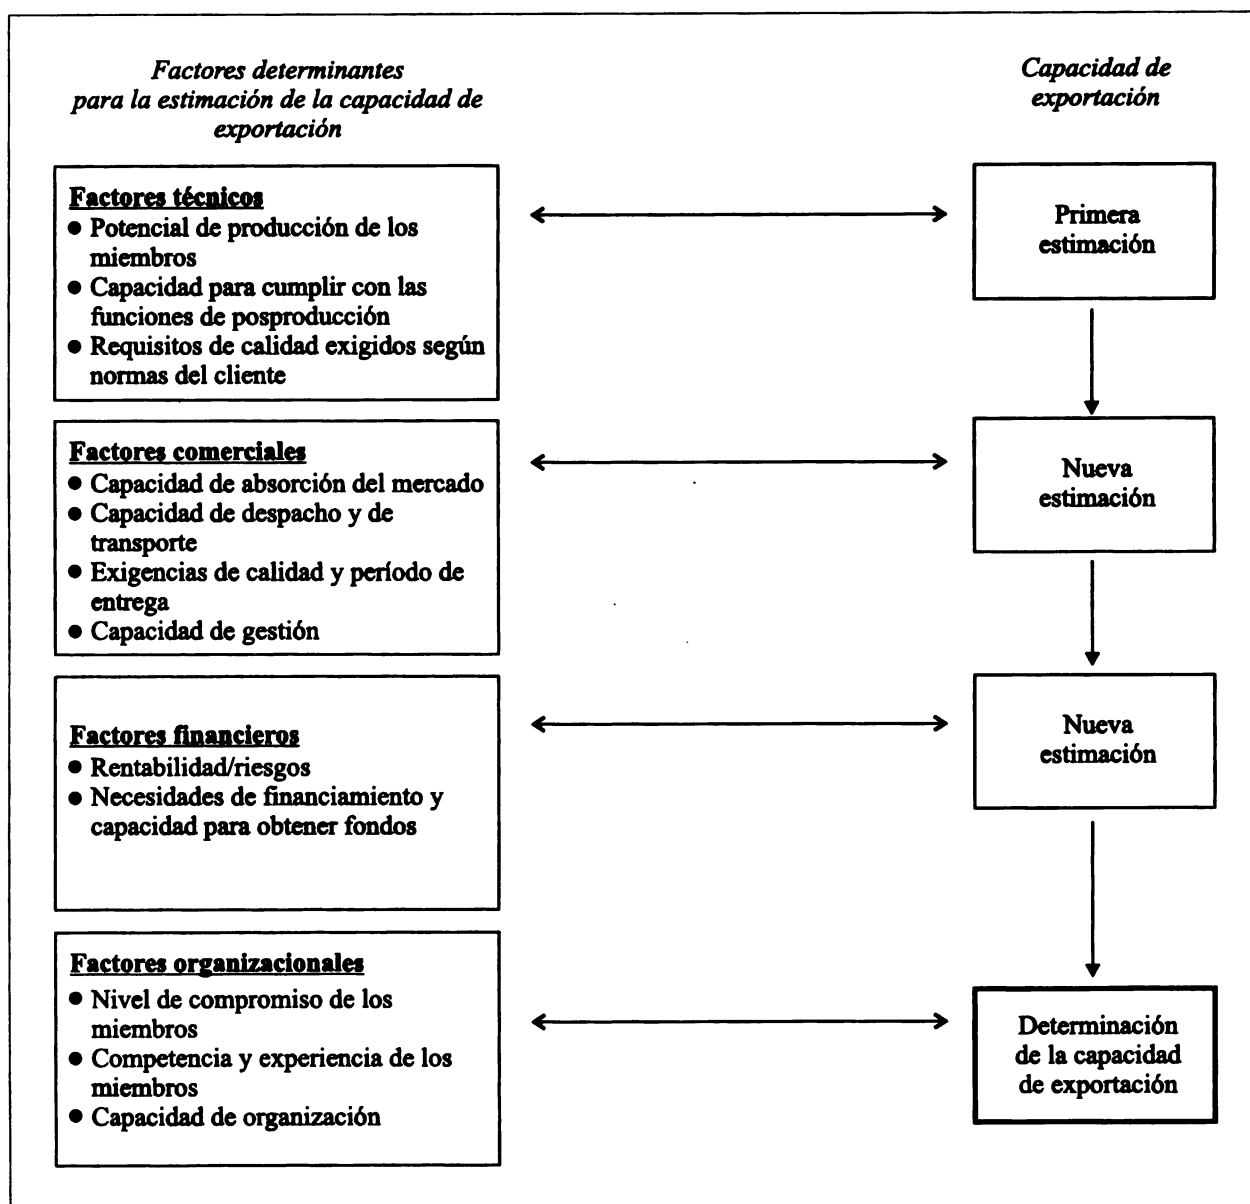 Factores determinantes
para la estimación de la capacidad de
exportación
Capacidad de
exportación
Factores técnicos
● Potencial de producción de los
miembros
● Capacidad para cumplir con las
funciones de posproducción
● Requisitos de calidad exigidos según
normas del cliente
Primera
estimación
Factores comerciales
● Capacidad de absorción del mercado
● Capacidad de despacho y de
transporte
● Exigencias de calidad y período de
entrega
● Capacidad de gestión
Nueva
estimación
Factores financieros
● Rentabilidad/riesgos
● Necesidades de financiamiento y
capacidad para obtener fondos
Nueva
estimación
Factores organizacionales
● Nivel de compromiso de los
miembros
● Competencia y experiencia de los
miembros
● Capacidad de organización
Determinación
de la capacidad
de exportación